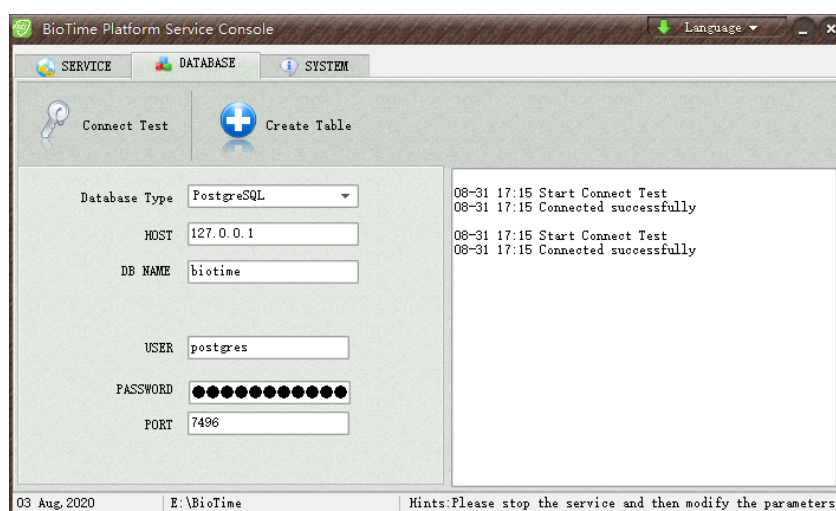 BioTime Platform Service Console
Language
SERVICE
DATABASE
SYSTEM
Connect Test
Create Table
Database Type PostgreSQL
HOST 127.0.0.1
DB NAME biotime
USER postgres
PASSWORD ●●●●●●●●●●●
PORT 7496
08-31 17:15 Start Connect Test
08-31 17:15 Connected successfully
08-31 17:15 Start Connect Test
08-31 17:15 Connected successfully
03 Aug,2020
E:\BioTime
Hints:Please stop the service and then modify the parameters